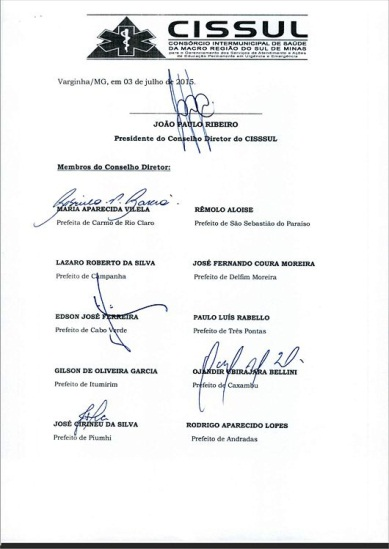 CISSUL
CONSÓRCIO INTERMUNICIPAL DE SAÚDE
DA MACRO REGIÃO DO SUL DE MINAS
para o Gerenciamento dos Serviços de Atendimento e Ações
de Educação Permanente em Urgência e Emergência
Varginha/MG, em 03 de julho de 2015.
JOÃO PAULO RIBEIRO
Presidente do Conselho Diretor do CISSSUL
Membros do Conselho Diretor:
MARIA APARECIDA VILELA
Prefeita de Carmo de Rio Claro
RÊMOLO ALOISE
Prefeito de São Sebastião do Paraíso
LAZARO ROBERTO DA SILVA
Prefeito de Campanha
JOSÉ FERNANDO COURA MOREIRA
Prefeito de Delfim Moreira
EDSON JOSÉ FERREIRA
Prefeito de Cabo Verde
PAULO LUÍS RABELLO
Prefeito de Três Pontas
GILSON DE OLIVEIRA GARCIA
Prefeito de Itumirim
OJANDIR UBIRAJARA BELLINI
Prefeito de Caxambu
JOSÉ CIRINEU DA SILVA
Prefeito de Piumhi
RODRIGO APARECIDO LOPES
Prefeito de Andradas